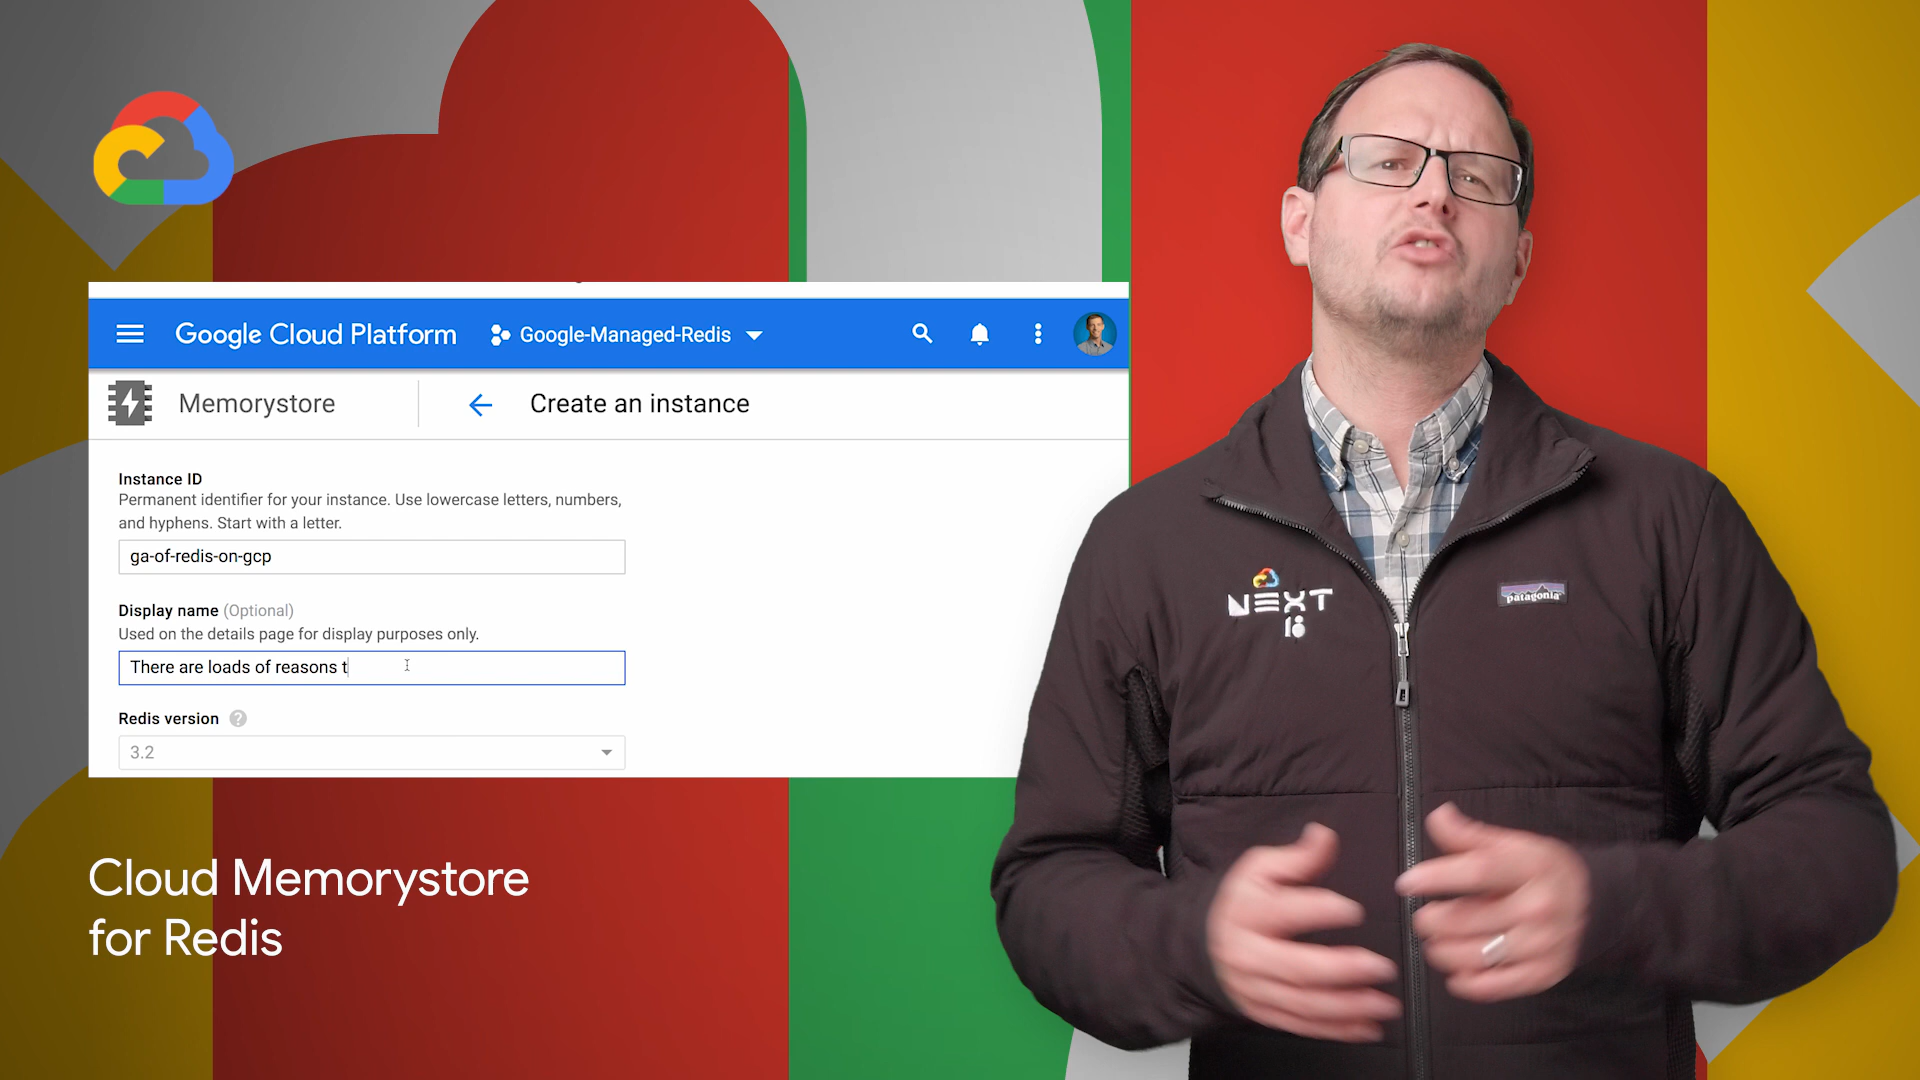 Google Cloud Platform
Google-Managed-Redis
Memorystore
Create an instance
Instance ID
Permanent identifier for your instance. Use lowercase letters, numbers,
and hyphens. Start with a letter.
ga-of-redis-on-gcp
Display name (Optional)
Used on the details page for display purposes only.
There are loads of reasons t
Redis version ?
3.2
Cloud Memorystore
for Redis
NEXT
18
patagonia